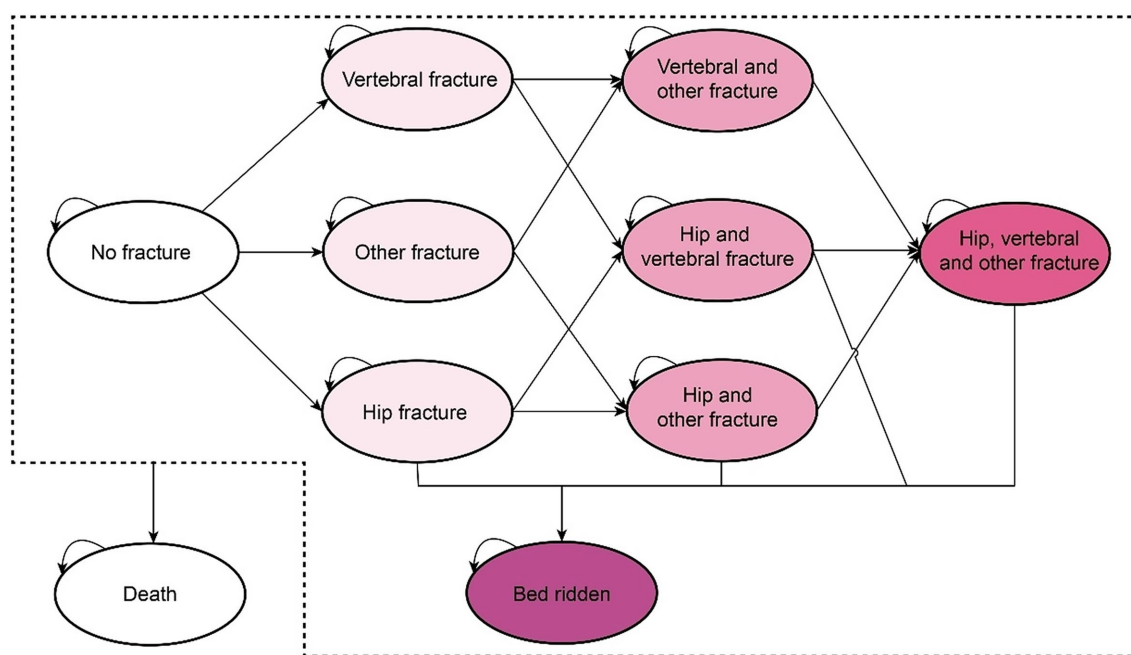 Vertebral fracture
Vertebral and
other fracture
No fracture
Other fracture
Hip and
vertebral fracture
Hip, vertebral
and other fracture
Hip fracture
Hip and
other fracture
Death
Bed ridden